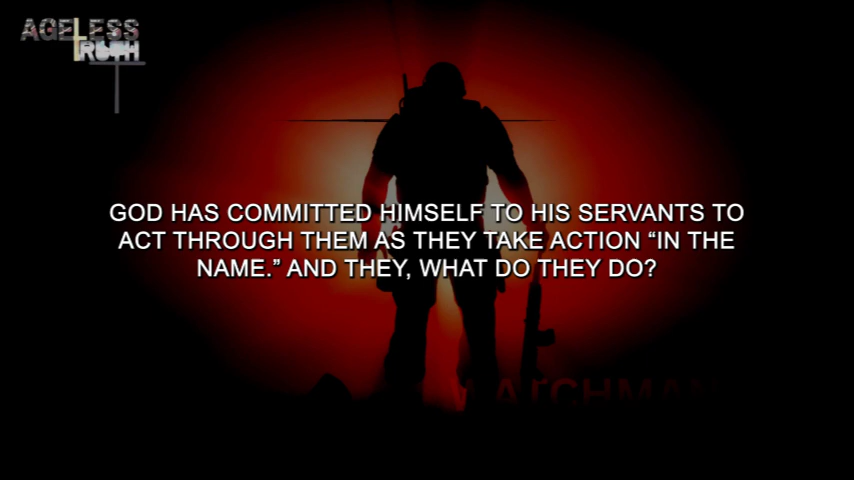 AGELESS
TRUTH
GOD HAS COMMITTED HIMSELF TO HIS SERVANTS TO
ACT THROUGH THEM AS THEY TAKE ACTION “IN THE
NAME.” AND THEY, WHAT DO THEY DO?
WATCHMAN